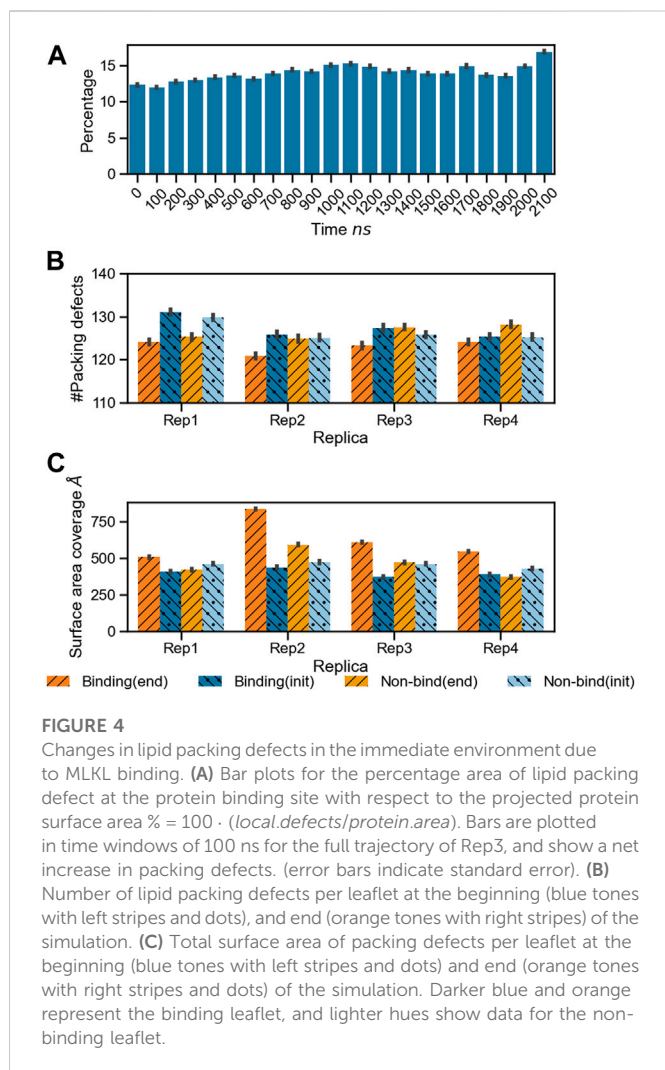 A
Percentage
15
10
5
0
0 100 200 300 400 500 600 700 800 900 1000 1100 1200 1300 1400 1500 1600 1700 1800 1900 2000 2100
Time ns
B
#Packing defects
140
130
120
110
Rep1 Rep2 Rep3 Rep4
Replica
C
Surface area coverage Å
750
500
250
0
Rep1 Rep2 Rep3 Rep4
Replica
Binding(end) Binding(init) Non-bind(end) Non-bind(init)
FIGURE 4
Changes in lipid packing defects in the immediate environment due
to MLKL binding. (A) Bar plots for the percentage area of lipid packing
defect at the protein binding site with respect to the projected protein
surface area % = 100 · (local.defects/protein.area). Bars are plotted
in time windows of 100 ns for the full trajectory of Rep3, and show a net
increase in packing defects. (error bars indicate standard error). (B)
Number of lipid packing defects per leaflet at the beginning (blue tones
with left stripes and dots), and end (orange tones with right stripes) of the
simulation. (C) Total surface area of packing defects per leaflet at the
beginning (blue tones with left stripes and dots) and end (orange tones
with right stripes and dots) of the simulation. Darker blue and orange
represent the binding leaflet, and lighter hues show data for the non-
binding leaflet.